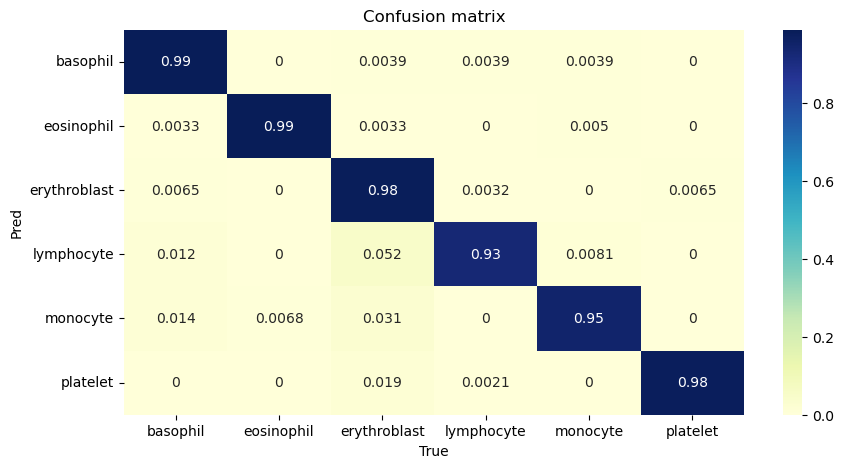 Confusion matrix
basophil 0.99 0 0.0039 0.0039 0.0039 0
eosinophil 0.0033 0.99 0.0033 0 0.005 0
erythroblast 0.0065 0 0.98 0.0032 0 0.0065
lymphocyte 0.012 0 0.052 0.93 0.0081 0
monocyte 0.014 0.0068 0.031 0 0.95 0
platelet 0 0 0.019 0.0021 0 0.98
basophil eosinophil erythroblast lymphocyte monocyte platelet
True
Pred
0.8
0.6
0.4
0.2
0.0